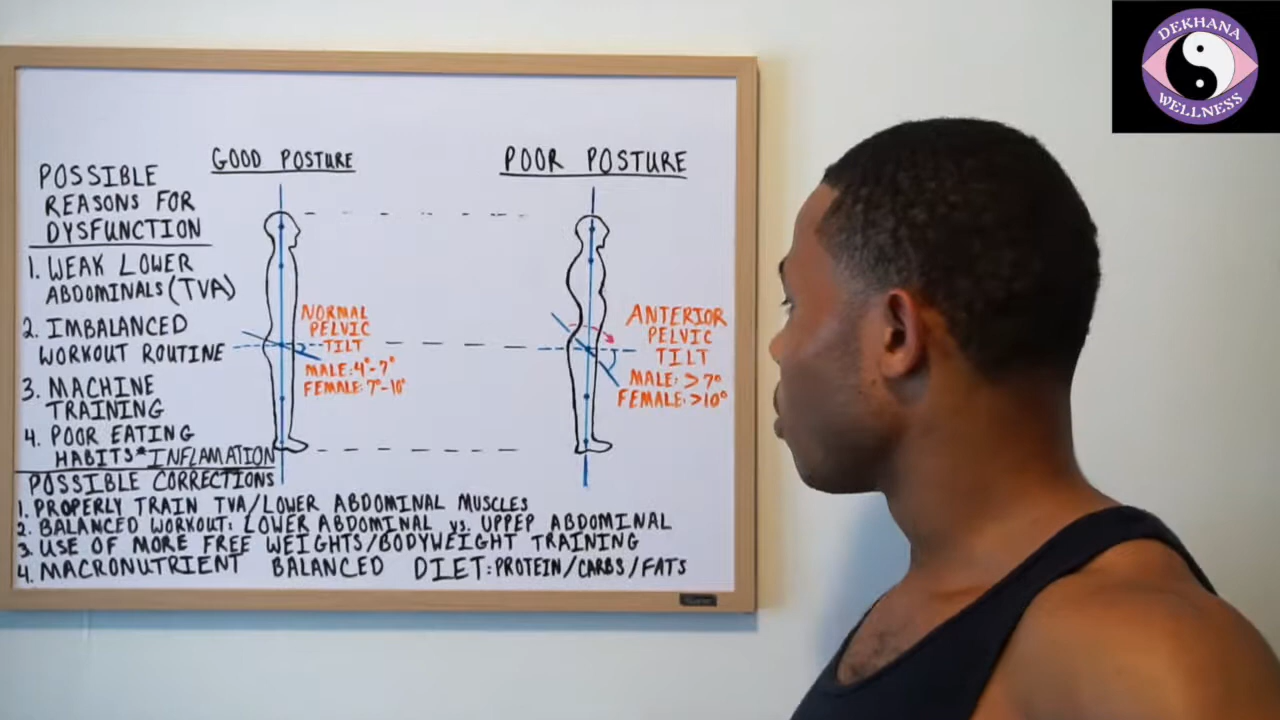 DEKHANA
WELLNESS
GOOD POSTURE
POOR POSTURE
POSSIBLE
REASONS FOR
DYSFUNCTION
1. WEAK LOWER
ABDOMINALS (TVA)
2. IMBALANCED
WORKOUT ROUTINE
3. MACHINE
TRAINING
4. POOR EATING
HABITS*INFLAMATION
NORMAL
PELVIC
TILT
MALE: 4°-7°
FEMALE: 7°-10°
ANTERIOR
PELVIC
TILT
MALE: >7°
FEMALE: >10°
POSSIBLE CORRECTIONS
1. PROPERLY TRAIN TVA/LOWER ABDOMINAL MUSCLES
2. BALANCED WORKOUT: LOWER ABDOMINAL vs. UPPEP ABDOMINAL
3. USE OF MORE FREE WEIGHTS/BODYWEIGHT TRAINING
4. MACRONUTRIENT BALANCED DIET: PROTEIN/CARBS/FATS